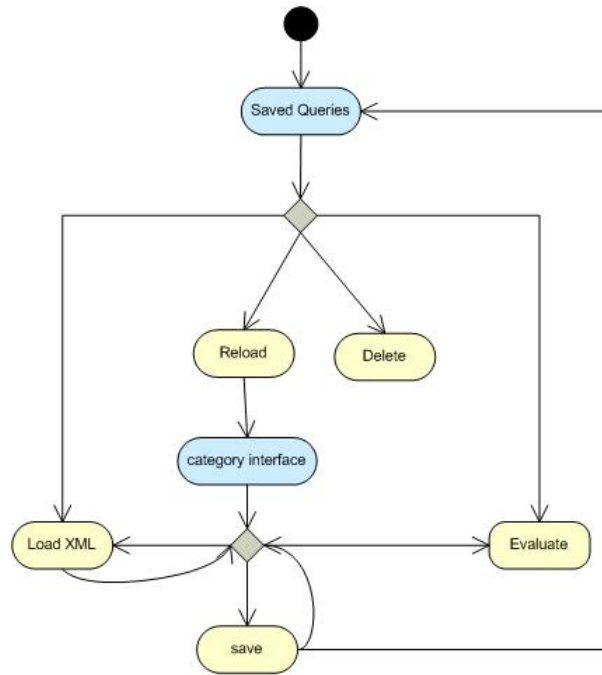 Saved Queries
Reload
Delete
category interface
Load XML
Evaluate
save